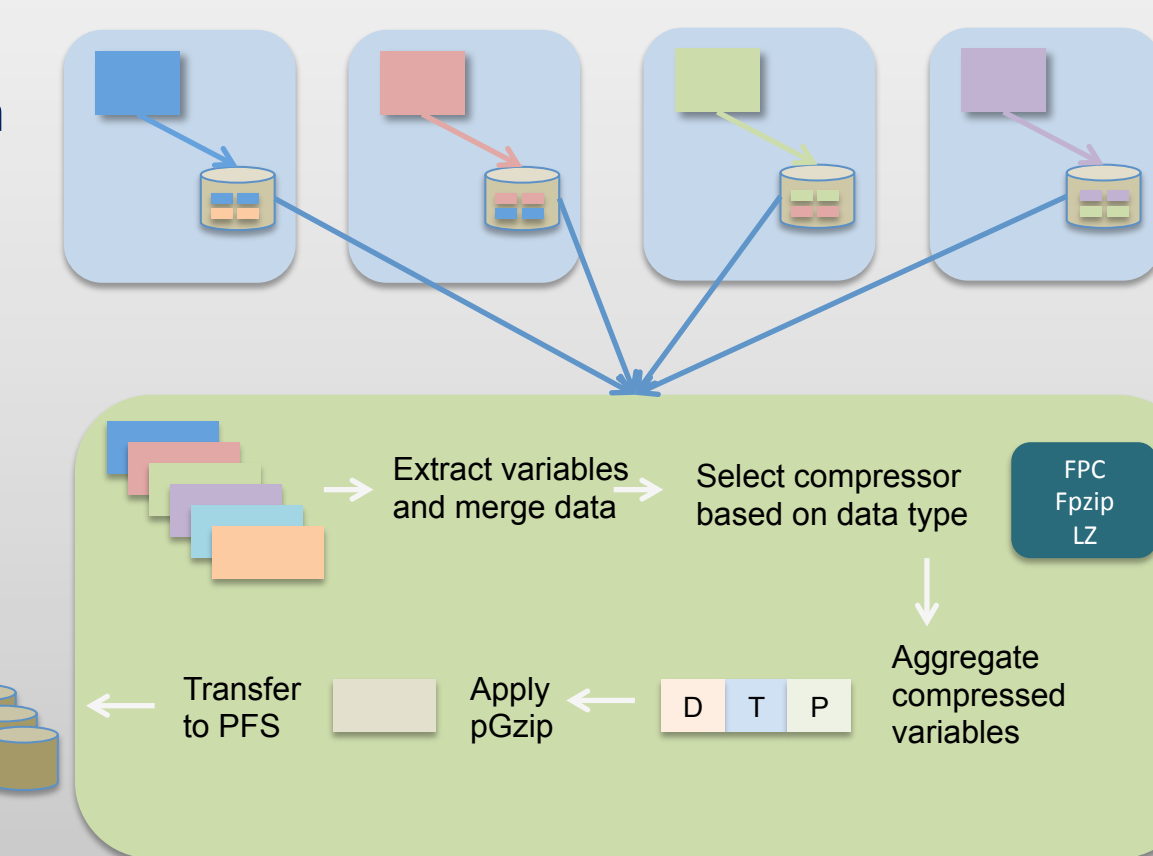 Extract variables
and merge data
Select compressor
based on data type
FPC
Fpzip
LZ
Aggregate
compressed
variables
D T P
Apply
pGzip
Transfer
to PFS